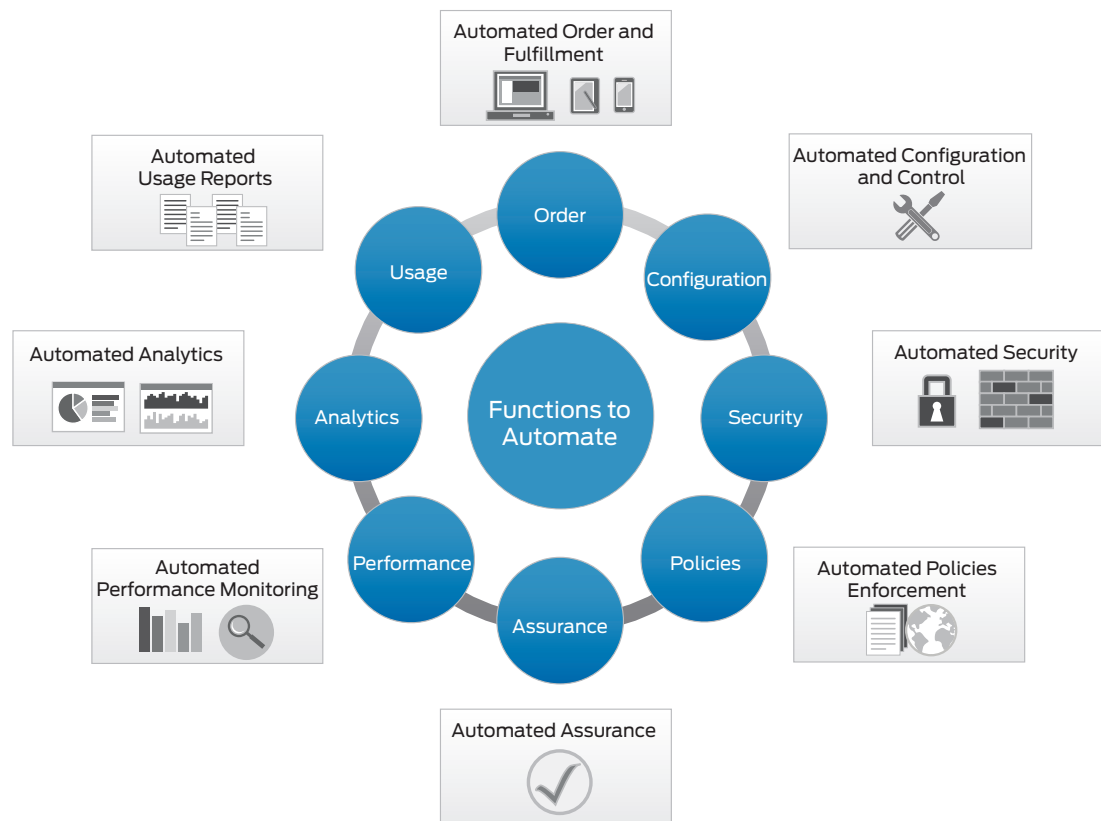 Automated Order and
Fulfillment
Automated
Usage Reports
Automated Configuration
and Control
Order
Usage
Configuration
Automated Analytics
Automated Security
Analytics
Functions to
Automate
Security
Automated
Performance Monitoring
Performance
Policies
Automated Policies
Enforcement
Assurance
Automated Assurance